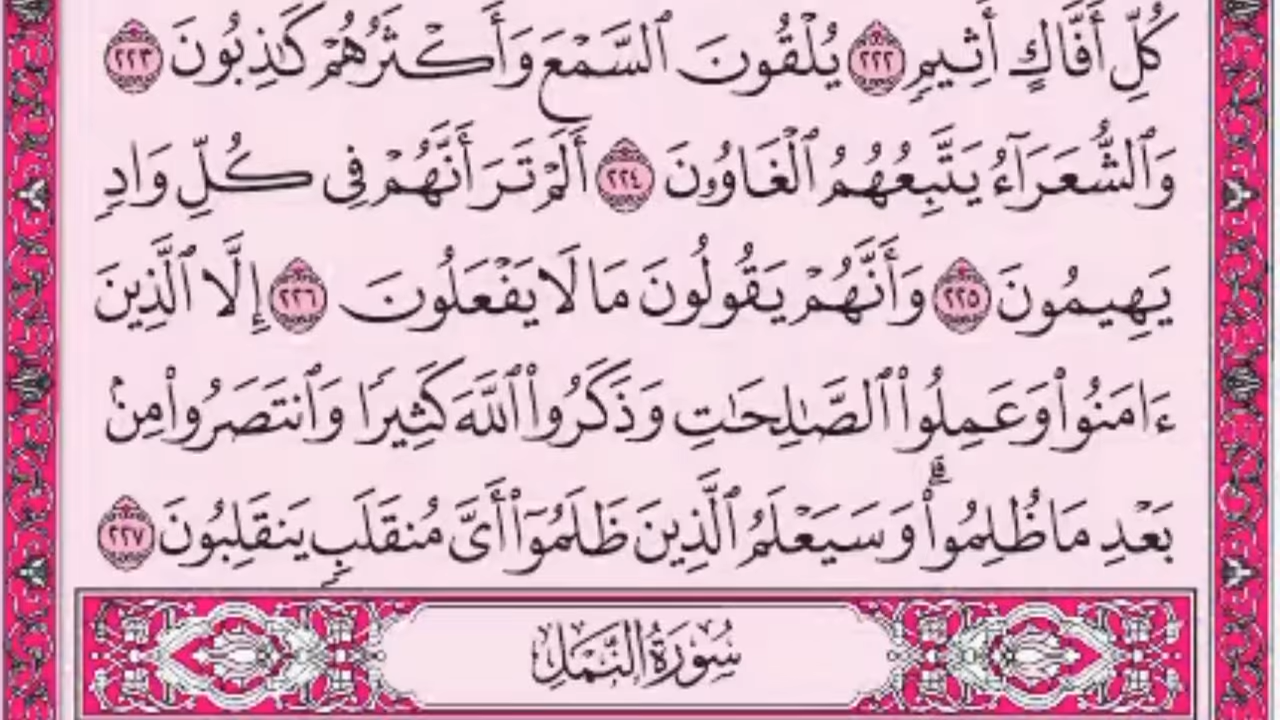 كُلِّ أَفَّاكٍ أَثِيمٍ ٢٢٢ يُلْقُونَ ٱلسَّمْعَ وَأَكْثَرُهُمْ كَٰذِبُونَ ٢٢٣
وَٱلشُّعَرَآءُ يَتَّبِعُهُمُ ٱلْغَاوُۥنَ ٢٢٤ أَلَمْ تَرَ أَنَّهُمْ فِى كُلِّ وَادٍ
يَهِيمُونَ ٢٢٥ وَأَنَّهُمْ يَقُولُونَ مَا لَا يَفْعَلُونَ ٢٢٦ إِلَّا ٱلَّذِينَ
ءَامَنُوا۟ وَعَمِلُوا۟ ٱلصَّٰلِحَٰتِ وَذَكَرُوا۟ ٱللَّهَ كَثِيرًا وَٱنتَصَرُوا۟ مِنۢ
بَعْدِ مَا ظُلِمُوا۟ ۗ وَسَيَعْلَمُ ٱلَّذِينَ ظَلَمُوٓا۟ أَىَّ مُنقَلَبٍ يَنقَلِبُونَ ٢٢٧
سُورَةُ النَّمْلِ